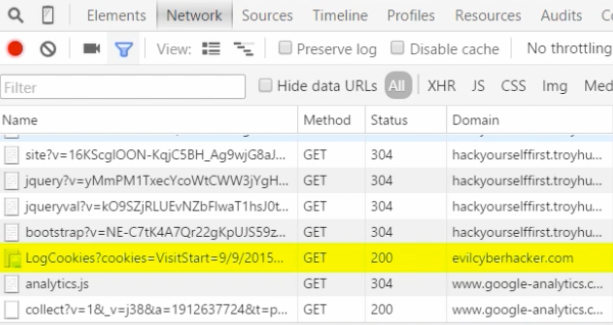 Elements Network Sources Timeline Profiles Resources Audits
View: Preserve log Disable cache No throttling
Filter Hide data URLs All XHR JS CSS Img Med
Name Method Status Domain
site?v=16KScgIOON-KqjC5BH_Ag9wjG8aJ... GET 304 hackyourselffirst.troyhu...
jquery?v=yMmPM1TxecYcoWtCWW3jYgH... GET 304 hackyourselffirst.troyhu...
jqueryval?v=kO9SZjRLUEvNZbFlwaT1hsJ0t... GET 304 hackyourselffirst.troyhu...
bootstrap?v=NE-C7tK4A7Qr22gKpUJS59z... GET 304 hackyourselffirst.troyhu...
LogCookies?cookies=VisitStart=9/9/2015... GET 200 evilcyberhacker.com
analytics.js GET 304 www.google-analytics.c...
collect?v=1&_v=j38&a=1912637724&t=p... GET 200 www.google-analytics.c...